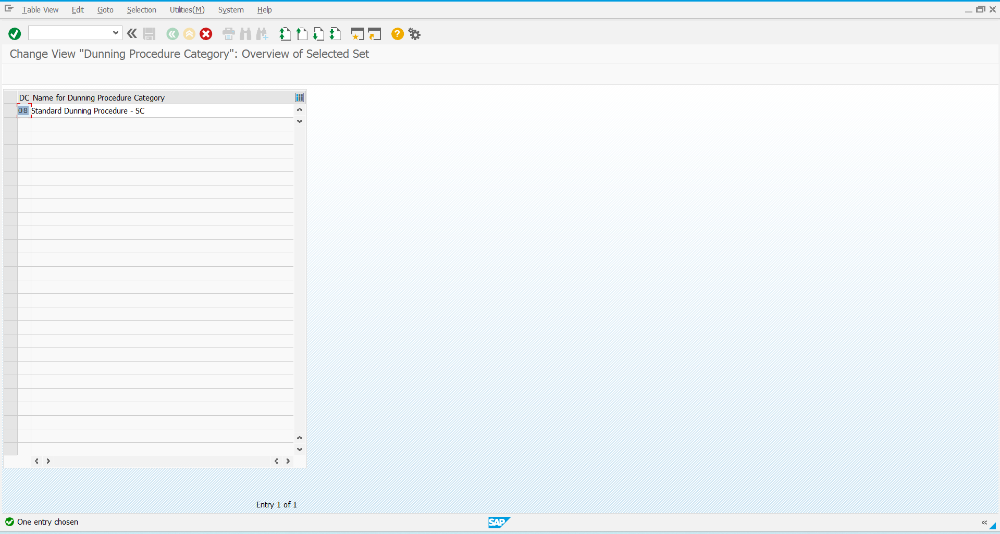 Table View Edit Goto Selection Utilities(M) System Help
Change View "Dunning Procedure Category": Overview of Selected Set
DC Name for Dunning Procedure Category
08 Standard Dunning Procedure - SC
Entry 1 of 1
One entry chosen
SAP